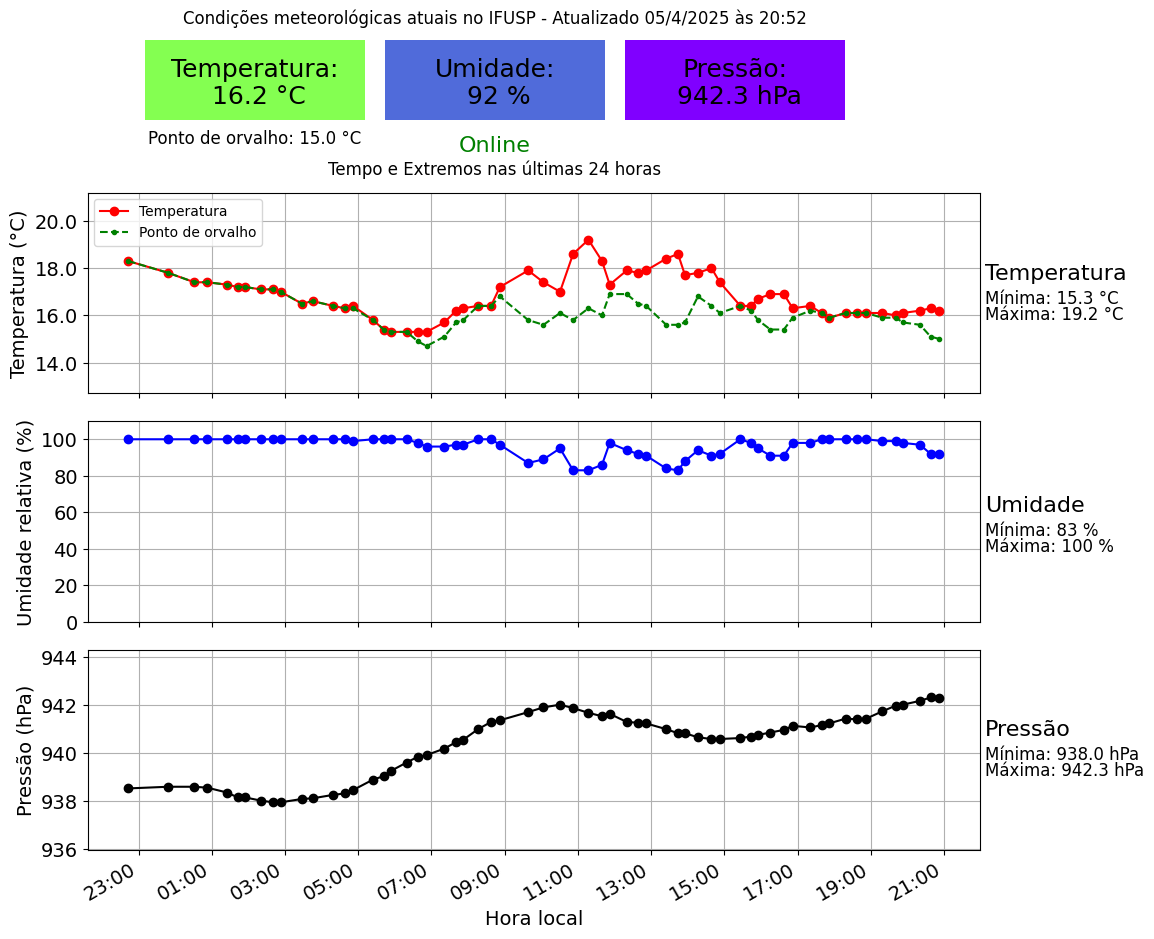 Condições meteorológicas atuais no IFUSP - Atualizado 05/4/2025 às 20:52
Temperatura:
16.2 °C
Umidade:
92 %
Pressão:
942.3 hPa
Ponto de orvalho: 15.0 °C
Online
Tempo e Extremos nas últimas 24 horas
Temperatura (°C)
20.0
18.0
16.0
14.0
Temperatura
Ponto de orvalho
Temperatura
Mínima: 15.3 °C
Máxima: 19.2 °C
Umidade relativa (%)
100
80
60
40
20
0
Umidade
Mínima: 83 %
Máxima: 100 %
Pressão (hPa)
944
942
940
938
936
Pressão
Mínima: 938.0 hPa
Máxima: 942.3 hPa
23:00
01:00
03:00
05:00
07:00
09:00
11:00
13:00
15:00
17:00
19:00
21:00
Hora local